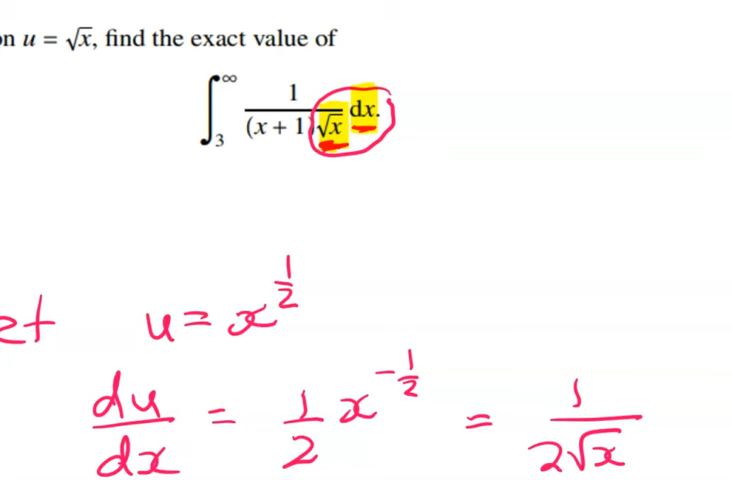 on u = √x, find the exact value of
∫₃^∞ 1/((x + 1)√x) dx.
et u = x^(1/2)
du/dx = 1/2 x^(-1/2) = 1/(2√x)